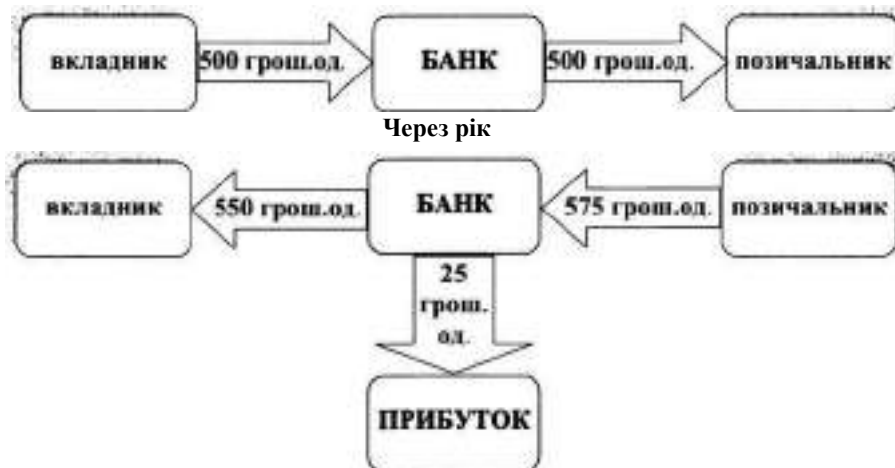 вкладник
500 грош.од.
БАНК
500 грош.од.
позичальник
Через рік
вкладник
550 грош.од.
БАНК
575 грош.од.
позичальник
25
грош.
од.
ПРИБУТОК